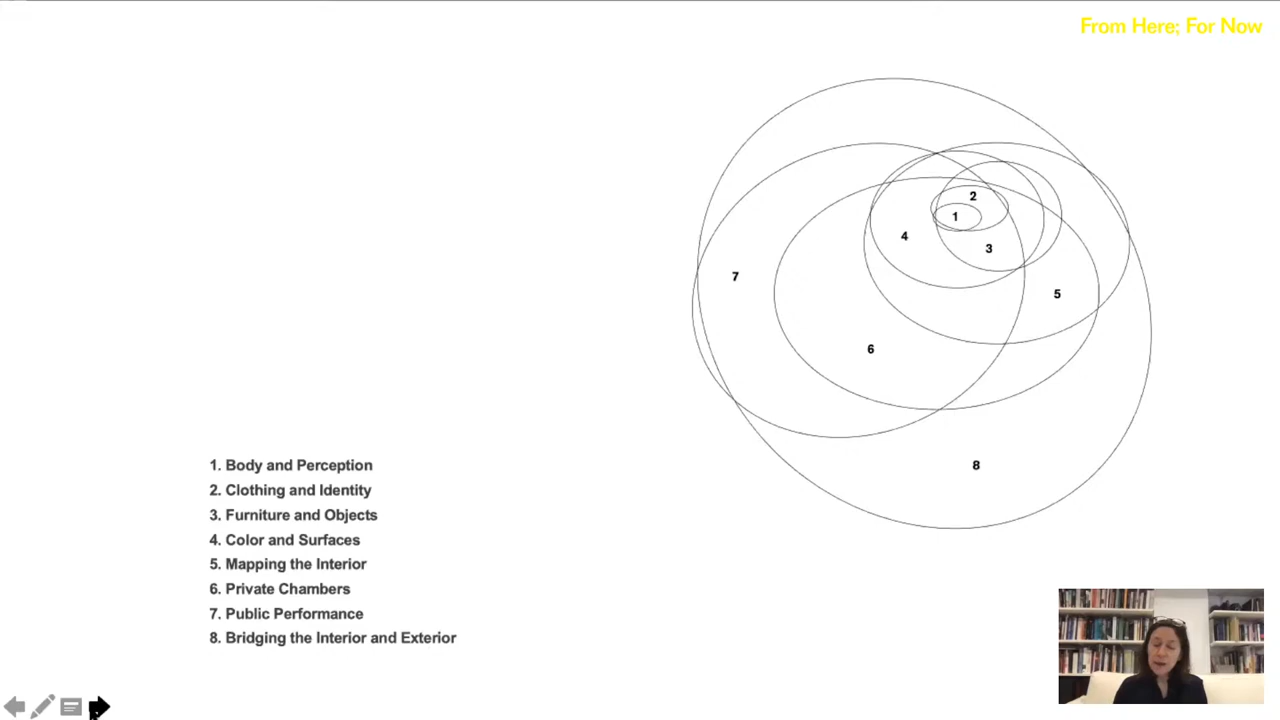 From Here; For Now
2
1
4
3
7
5
6
8
1. Body and Perception
2. Clothing and Identity
3. Furniture and Objects
4. Color and Surfaces
5. Mapping the Interior
6. Private Chambers
7. Public Performance
8. Bridging the Interior and Exterior